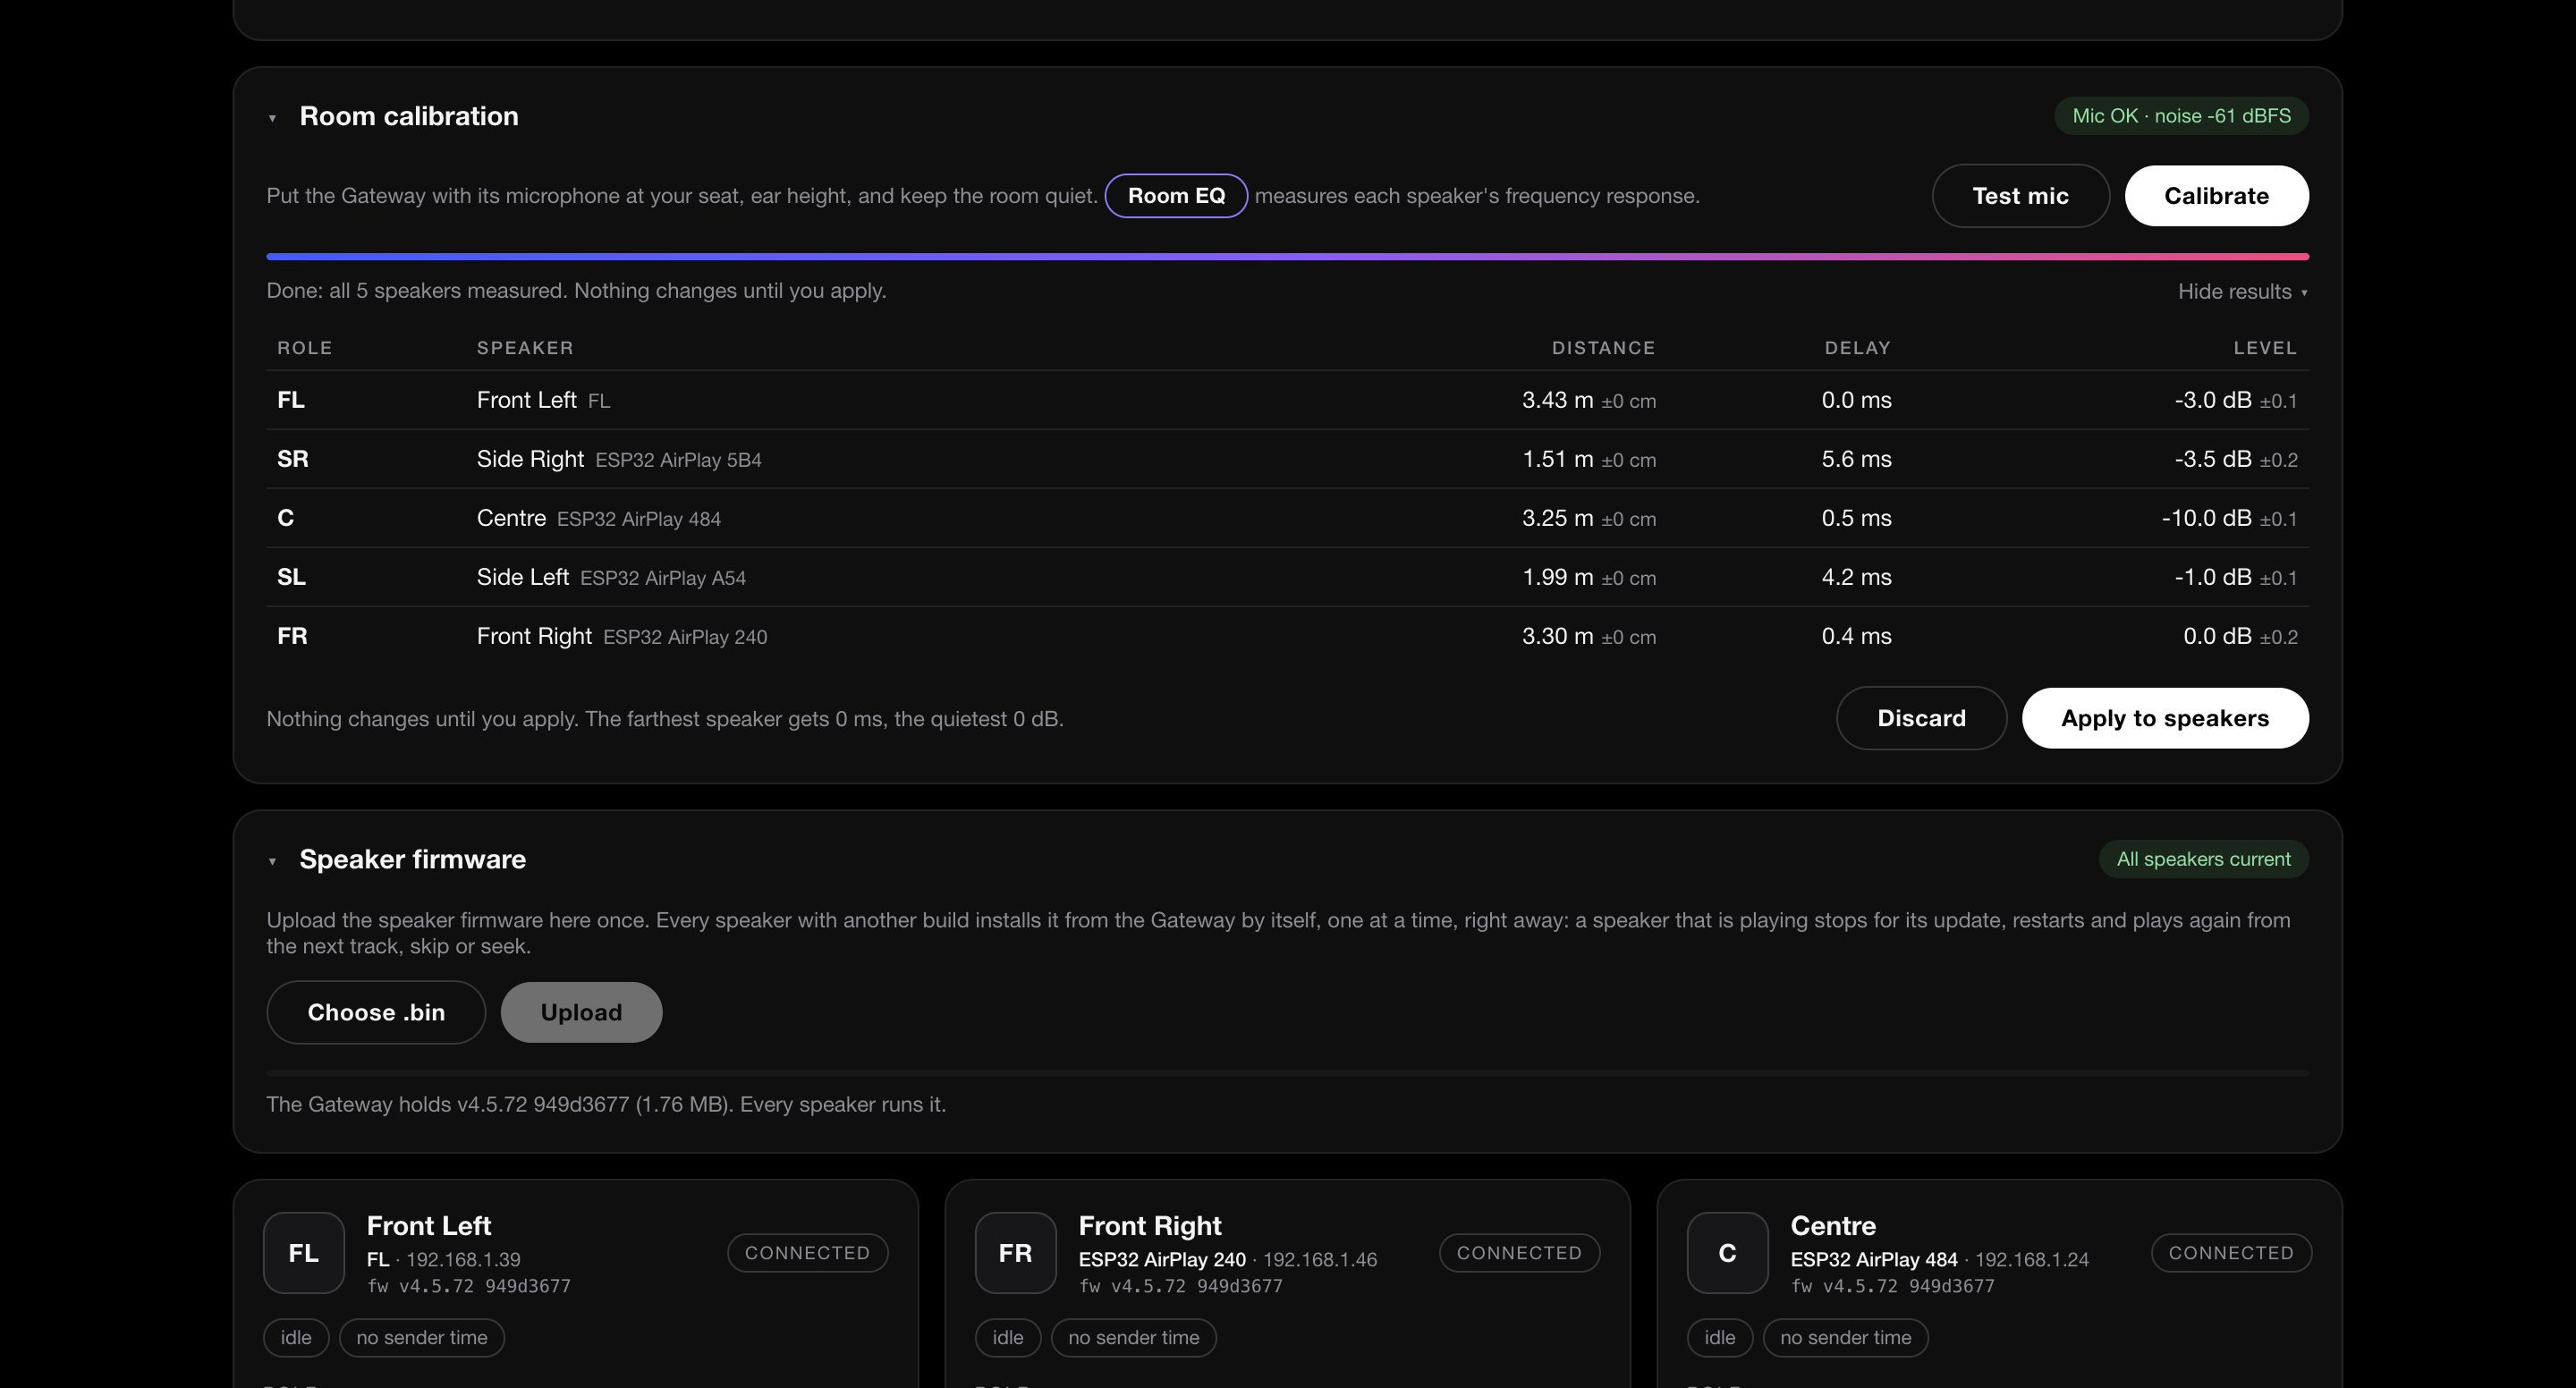 Room calibration
Mic OK · noise -61 dBFS
Put the Gateway with its microphone at your seat, ear height, and keep the room quiet. Room EQ measures each speaker's frequency response.
Test mic
Calibrate
Done: all 5 speakers measured. Nothing changes until you apply.
Hide results
ROLE SPEAKER DISTANCE DELAY LEVEL
FL Front Left FL 3.43 m ±0 cm 0.0 ms -3.0 dB ±0.1
SR Side Right ESP32 AirPlay 5B4 1.51 m ±0 cm 5.6 ms -3.5 dB ±0.2
C Centre ESP32 AirPlay 484 3.25 m ±0 cm 0.5 ms -10.0 dB ±0.1
SL Side Left ESP32 AirPlay A54 1.99 m ±0 cm 4.2 ms -1.0 dB ±0.1
FR Front Right ESP32 AirPlay 240 3.30 m ±0 cm 0.4 ms 0.0 dB ±0.2
Nothing changes until you apply. The farthest speaker gets 0 ms, the quietest 0 dB.
Discard
Apply to speakers
Speaker firmware
All speakers current
Upload the speaker firmware here once. Every speaker with another build installs it from the Gateway by itself, one at a time, right away: a speaker that is playing stops for its update, restarts and plays again from
the next track, skip or seek.
Choose .bin
Upload
The Gateway holds v4.5.72 949d3677 (1.76 MB). Every speaker runs it.
FL
Front Left
FL · 192.168.1.39
fw v4.5.72 949d3677
CONNECTED
idle
no sender time
FR
Front Right
ESP32 AirPlay 240 · 192.168.1.46
fw v4.5.72 949d3677
CONNECTED
idle
no sender time
C
Centre
ESP32 AirPlay 484 · 192.168.1.24
fw v4.5.72 949d3677
CONNECTED
idle
no sender time